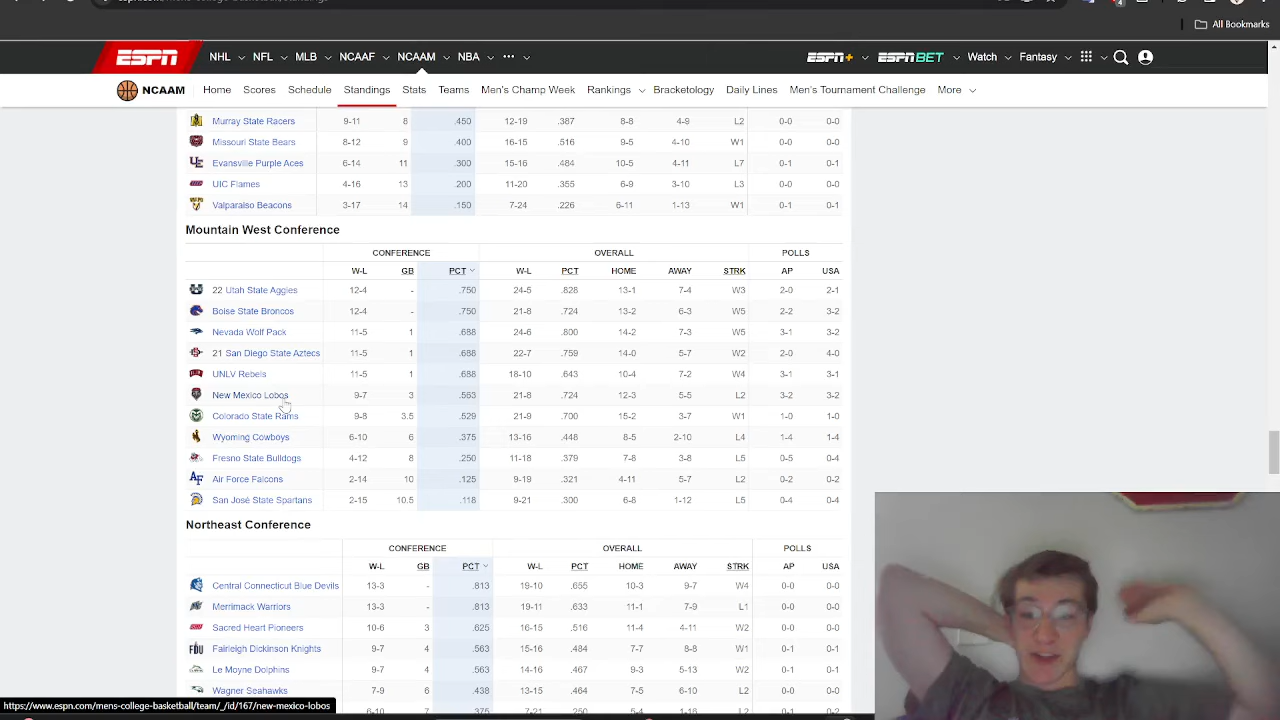 All Bookmarks
ESPN NHL NFL MLB NCAAF NCAAM NBA ESPN+ ESPN BET Watch Fantasy
NCAAM Home Scores Schedule Standings Stats Teams Men's Champ Week Rankings Bracketology Daily Lines Men's Tournament Challenge More
Murray State Racers 9-11 8 .450 12-19 .387 8-8 4-9 L2 0-0 0-0
Missouri State Bears 8-12 9 .400 16-15 .516 9-5 4-10 W1 0-0 0-0
Evansville Purple Aces 6-14 11 .300 15-16 .484 10-5 4-11 L7 0-1 0-1
UIC Flames 4-16 13 .200 11-20 .355 6-9 3-10 L3 0-0 0-0
Valparaiso Beacons 3-17 14 .150 7-24 .226 6-11 1-13 W1 0-1 0-1
Mountain West Conference
CONFERENCE OVERALL POLLS
W-L GB PCT W-L PCT HOME AWAY STRK AP USA
22 Utah State Aggies 12-4 - .750 24-5 .828 13-1 7-4 W3 2-0 2-1
Boise State Broncos 12-4 - .750 21-8 .724 13-2 6-3 W5 2-2 3-2
Nevada Wolf Pack 11-5 1 .688 24-6 .800 14-2 7-3 W5 3-1 3-2
21 San Diego State Aztecs 11-5 1 .688 22-7 .759 14-0 5-7 W2 2-0 4-0
UNLV Rebels 11-5 1 .688 18-10 .643 10-4 7-2 W4 3-1 3-1
New Mexico Lobos 9-7 3 .563 21-8 .724 12-3 5-5 L2 3-2 3-2
Colorado State Rams 9-8 3.5 .529 21-9 .700 15-2 3-7 W1 1-0 1-0
Wyoming Cowboys 6-10 6 .375 13-16 .448 8-5 2-10 L4 1-4 1-4
Fresno State Bulldogs 4-12 8 .250 11-18 .379 7-8 3-8 L5 0-5 0-4
Air Force Falcons 2-14 10 .125 9-19 .321 4-11 5-7 L2 0-2 0-2
San José State Spartans 2-15 10.5 .118 9-21 .300 6-8 1-12 L5 0-4 0-4
Northeast Conference
CONFERENCE OVERALL POLLS
W-L GB PCT W-L PCT HOME AWAY STRK AP USA
Central Connecticut Blue Devils 13-3 - .813 19-10 .655 10-3 9-7 W4 0-0 0-0
Merrimack Warriors 13-3 - .813 19-11 .633 11-1 7-9 L1 0-0 0-0
Sacred Heart Pioneers 10-6 3 .625 16-15 .516 11-4 4-11 W2 0-0 0-0
Fairleigh Dickinson Knights 9-7 4 .563 15-16 .484 7-7 8-8 W1 0-1 0-1
Le Moyne Dolphins 9-7 4 .563 14-16 .467 9-3 5-13 W2 0-1 0-1
Wagner Seahawks 7-9 6 .438 13-15 .464 7-5 6-10 L2 0-0 0-0
https://www.espn.com/mens-college-basketball/team/_/id/167/new-mexico-lobos